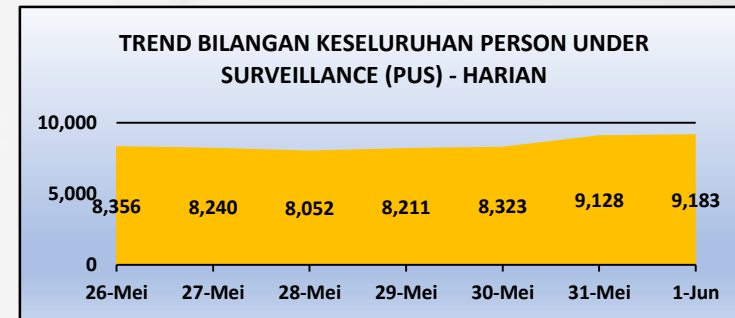 TREND BILANGAN KESELURUHAN PERSON UNDER
SURVEILLANCE (PUS) - HARIAN
10,000
5,000
0
8,356 8,240 8,052 8,211 8,323 9,128 9,183
26-Mei 27-Mei 28-Mei 29-Mei 30-Mei 31-Mei 1-Jun